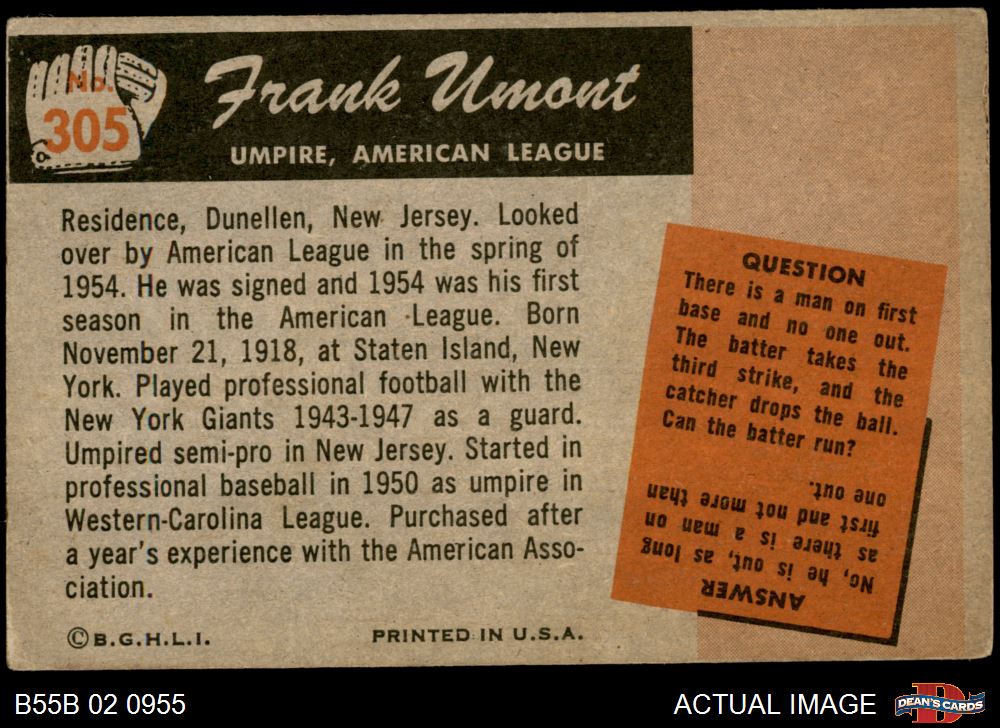 No.
305
Frank Umont
UMPIRE, AMERICAN LEAGUE
Residence, Dunellen, New Jersey. Looked
over by American League in the spring of
1954. He was signed and 1954 was his first
season in the American League. Born
November 21, 1918, at Staten Island, New
York. Played professional football with the
New York Giants 1943-1947 as a guard.
Umpired semi-pro in New Jersey. Started in
professional baseball in 1950 as umpire in
Western-Carolina League. Purchased after
a year's experience with the American Asso-
ciation.
©B.G.H.L.I.
PRINTED IN U.S.A.
QUESTION
There is a man on first
base and no one out.
The batter takes the
third strike, and the
catcher drops the ball.
Can the batter run?
ANSWER
No, he is out, as long
as there is a man on
first and not more than
one out.
B55B 02 0955
ACTUAL IMAGE
D
DEAN'S CARDS